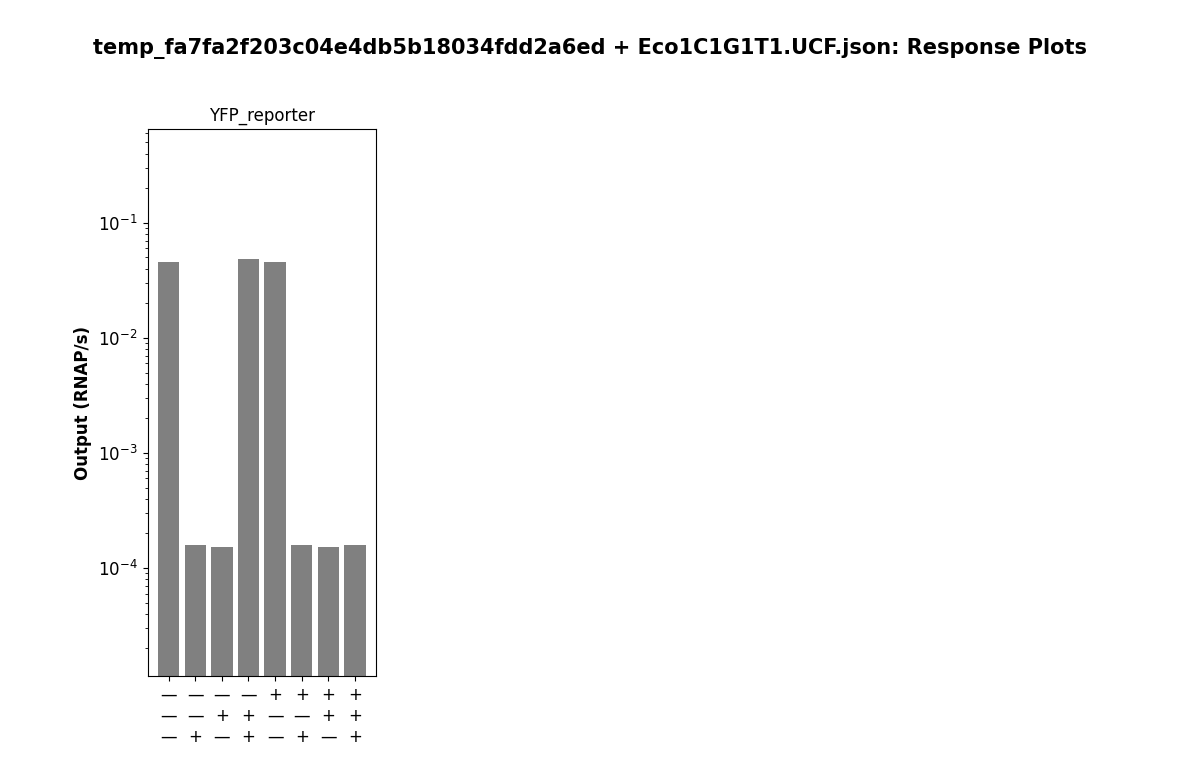 temp_fa7fa2f203c04e4db5b18034fdd2a6ed + Eco1C1G1T1.UCF.json: Response Plots
YFP_reporter
Output (RNAP/s)
10⁻¹
10⁻²
10⁻³
10⁻⁴
— — — — + + + +
— — + + — — + +
— + — + — + — +